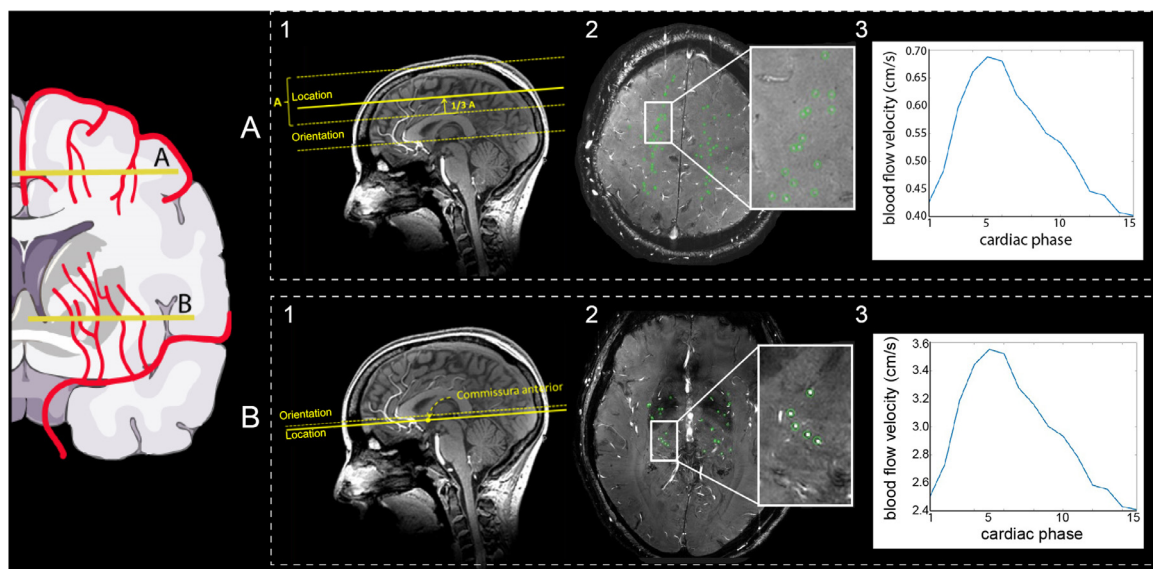 A
B
A
1
Location
A
1/3 A
Orientation
2
3
blood flow velocity (cm/s)
0.70
0.60
0.55
0.50
0.45
0.40
1 5 10 15
cardiac phase
B
1
Commissura anterior
Orientation
Location
2
3
blood flow velocity (cm/s)
3.6
3.4
3.2
3.0
2.8
2.6
2.4
1 5 10 15
cardiac phase